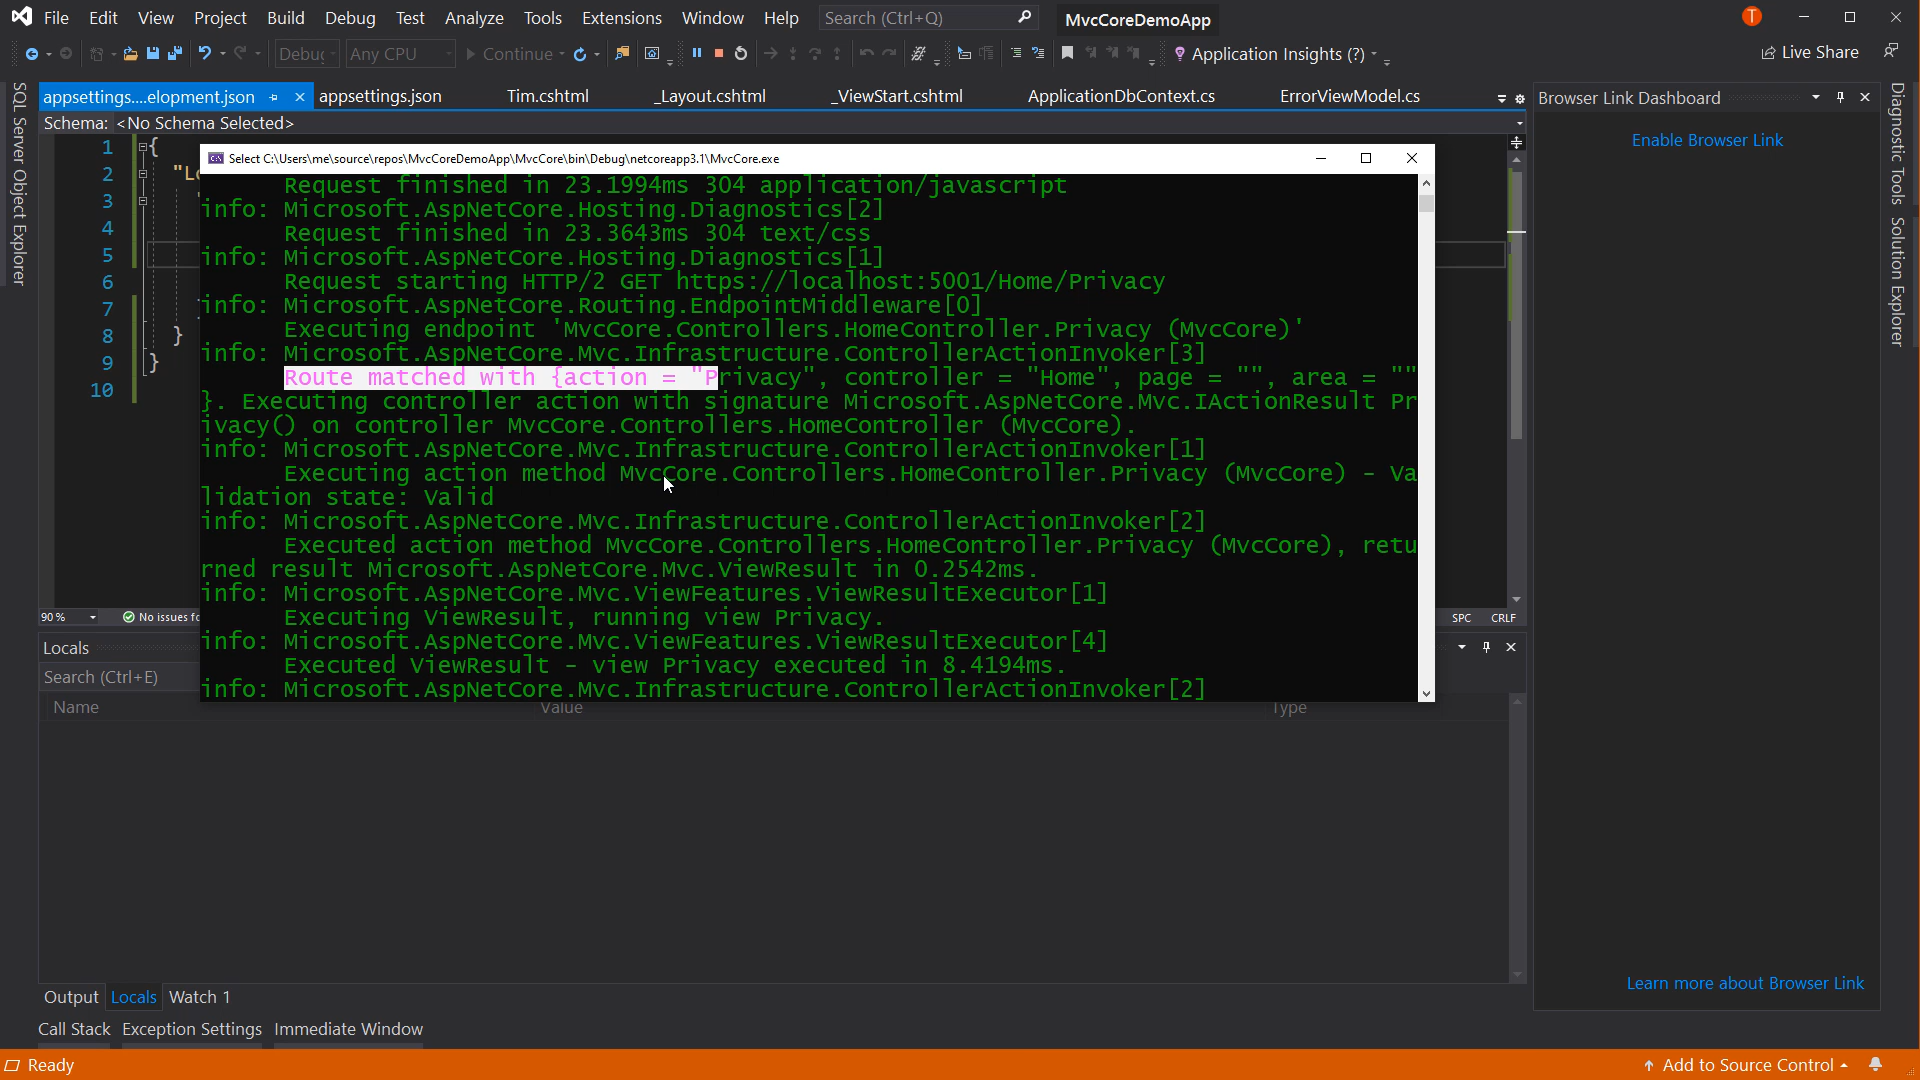 File Edit View Project Build Debug Test Analyze Tools Extensions Window Help Search (Ctrl+Q) MvcCoreDemoApp T
Any CPU Continue Application Insights (?) Live Share
appsettings....elopment.json appsettings.json Tim.cshtml _Layout.cshtml _ViewStart.cshtml ApplicationDbContext.cs ErrorViewModel.cs
Schema: <No Schema Selected>
SQL Server Object Explorer
1 {
2 "Lo
3
4
5
6
7
8 }
9 }
10
Select C:\Users\me\source\repos\MvcCoreDemoApp\MvcCore\bin\Debug\netcoreapp3.1\MvcCore.exe
Request finished in 23.1994ms 304 application/javascript
info: Microsoft.AspNetCore.Hosting.Diagnostics[2]
Request finished in 23.3643ms 304 text/css
info: Microsoft.AspNetCore.Hosting.Diagnostics[1]
Request starting HTTP/2 GET https://localhost:5001/Home/Privacy
info: Microsoft.AspNetCore.Routing.EndpointMiddleware[0]
Executing endpoint 'MvcCore.Controllers.HomeController.Privacy (MvcCore)'
info: Microsoft.AspNetCore.Mvc.Infrastructure.ControllerActionInvoker[3]
Route matched with {action = "Privacy", controller = "Home", page = "", area = ""
}. Executing controller action with signature Microsoft.AspNetCore.Mvc.IActionResult Pr
ivacy() on controller MvcCore.Controllers.HomeController (MvcCore).
info: Microsoft.AspNetCore.Mvc.Infrastructure.ControllerActionInvoker[1]
Executing action method MvcCore.Controllers.HomeController.Privacy (MvcCore) - Va
lidation state: Valid
info: Microsoft.AspNetCore.Mvc.Infrastructure.ControllerActionInvoker[2]
Executed action method MvcCore.Controllers.HomeController.Privacy (MvcCore), retu
rned result Microsoft.AspNetCore.Mvc.ViewResult in 0.2542ms.
info: Microsoft.AspNetCore.Mvc.ViewFeatures.ViewResultExecutor[1]
Executing ViewResult, running view Privacy.
info: Microsoft.AspNetCore.Mvc.ViewFeatures.ViewResultExecutor[4]
Executed ViewResult - view Privacy executed in 8.4194ms.
info: Microsoft.AspNetCore.Mvc.Infrastructure.ControllerActionInvoker[2]
90 % No issues fo SPC CRLF
Locals
Search (Ctrl+E)
Name Value Type
Output Locals Watch 1
Call Stack Exception Settings Immediate Window
Browser Link Dashboard
Enable Browser Link
Learn more about Browser Link
Diagnostic Tools
Solution Explorer
Ready Add to Source Control